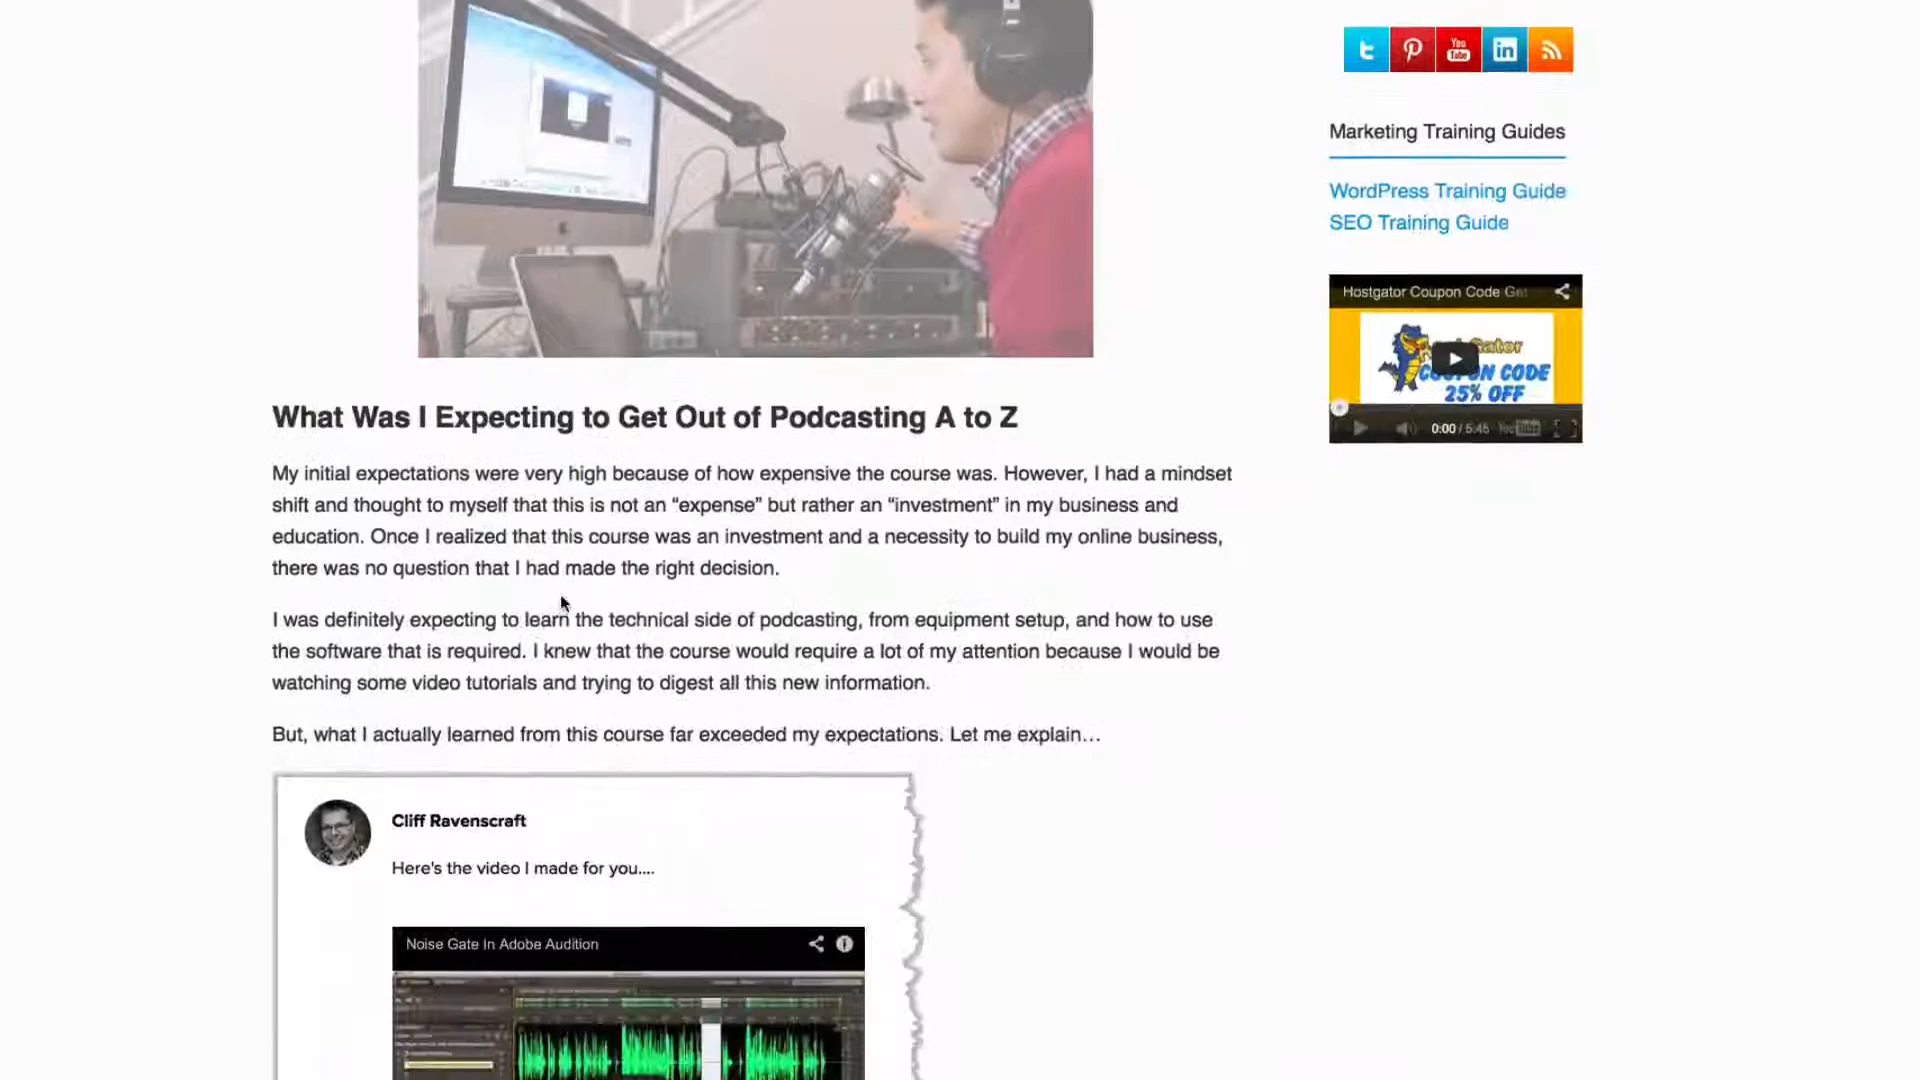 Marketing Training Guides
WordPress Training Guide
SEO Training Guide
Hostgator Coupon Code Get
Gator
COUPON CODE
25% OFF
0:00 / 5:45 YouTube
What Was I Expecting to Get Out of Podcasting A to Z
My initial expectations were very high because of how expensive the course was. However, I had a mindset
shift and thought to myself that this is not an “expense” but rather an “investment” in my business and
education. Once I realized that this course was an investment and a necessity to build my online business,
there was no question that I had made the right decision.
I was definitely expecting to learn the technical side of podcasting, from equipment setup, and how to use
the software that is required. I knew that the course would require a lot of my attention because I would be
watching some video tutorials and trying to digest all this new information.
But, what I actually learned from this course far exceeded my expectations. Let me explain…
Cliff Ravenscraft
Here's the video I made for you....
Noise Gate In Adobe Audition